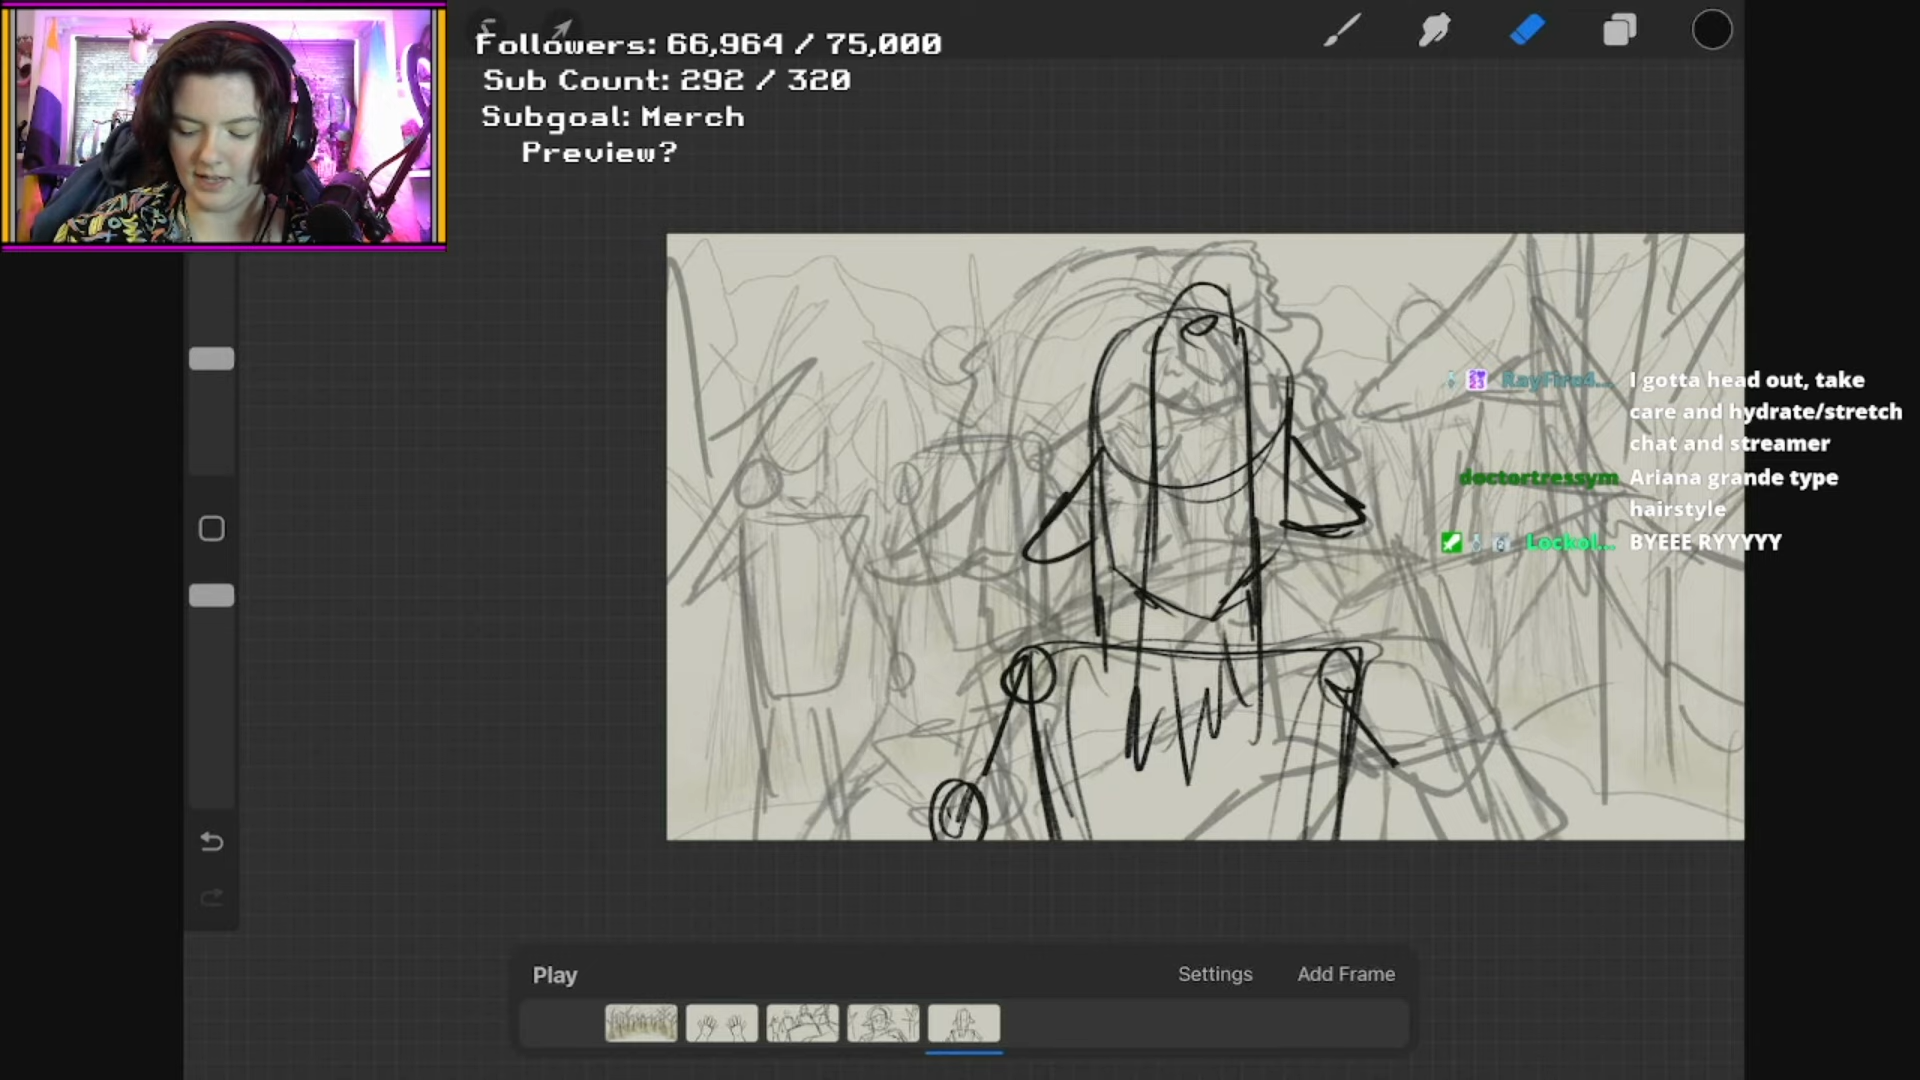 Followers: 66,964 / 75,000
Sub Count: 292 / 320
Subgoal: Merch
Preview?
I gotta head out, take
care and hydrate/stretch
chat and streamer
doctortressym Ariana grande type
hairstyle
Lockol... BYEEE RYYYYY
Play
Settings
Add Frame